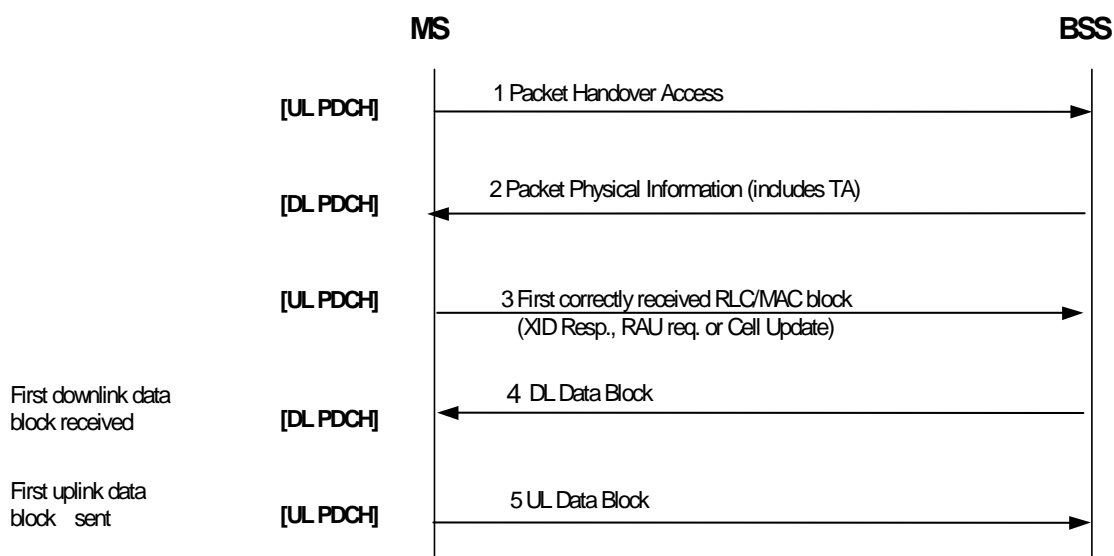 MS BSS
[UL PDCH] 1 Packet Handover Access
[DL PDCH] 2 Packet Physical Information (includes TA)
[UL PDCH] 3 First correctly received RLC/MAC block
(XID Resp., RAU req. or Cell Update)
First downlink data
block received
[DL PDCH] 4 DL Data Block
First uplink data
block sent
[UL PDCH] 5 UL Data Block